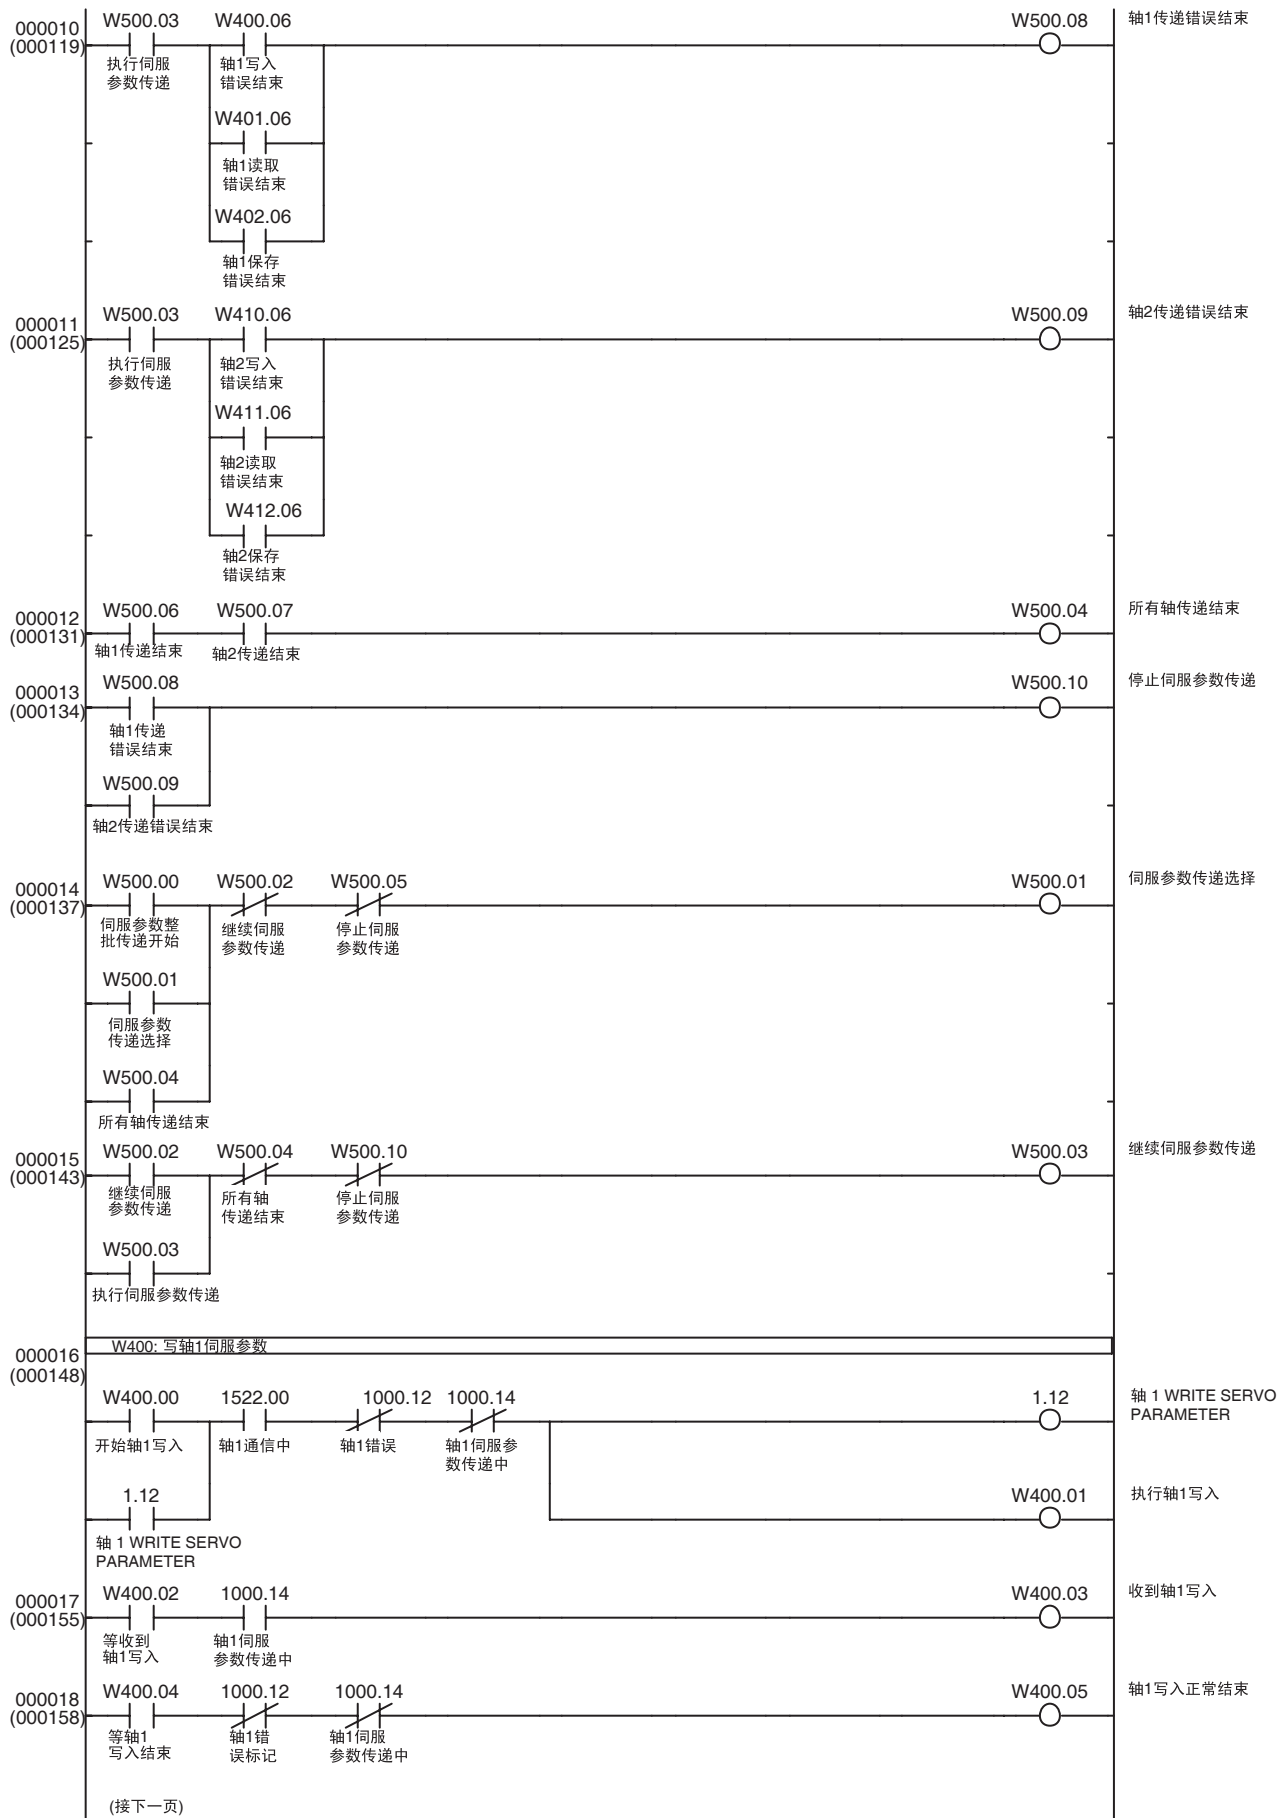 000010
(000119)
W500.03 W400.06 W500.08 轴1传递错误结束
执行伺服
参数传递
轴1写入
错误结束
W401.06
轴1读取
错误结束
W402.06
轴1保存
错误结束
000011
(000125)
W500.03 W410.06 W500.09 轴2传递错误结束
执行伺服
参数传递
轴2写入
错误结束
W411.06
轴2读取
错误结束
W412.06
轴2保存
错误结束
000012
(000131)
W500.06 W500.07 W500.04 所有轴传递结束
轴1传递结束 轴2传递结束
000013
(000134)
W500.08 W500.10 停止伺服参数传递
轴1传递
错误结束
W500.09
轴2传递错误结束
000014
(000137)
W500.00 W500.02 W500.05 W500.01 伺服参数传递选择
伺服参数整
批传递开始
继续伺服
参数传递
停止伺服
参数传递
W500.01
伺服参数
传递选择
W500.04
所有轴传递结束
000015
(000143)
W500.02 W500.04 W500.10 W500.03 继续伺服参数传递
继续伺服
参数传递
所有轴
传递结束
停止伺服
参数传递
W500.03
执行伺服参数传递
W400: 写轴1伺服参数
000016
(000148)
W400.00 1522.00 1000.12 1000.14 1.12 轴 1 WRITE SERVO
PARAMETER
开始轴1写入 轴1通信中 轴1错误 轴1伺服参
数传递中
1.12 W400.01 执行轴1写入
轴 1 WRITE SERVO
PARAMETER
000017
(000155)
W400.02 1000.14 W400.03 收到轴1写入
等收到
轴1写入
轴1伺服
参数传递中
000018
(000158)
W400.04 1000.12 1000.14 W400.05 轴1写入正常结束
等轴1
写入结束
轴1错
误标记
轴1伺服
参数传递中
(接下一页)